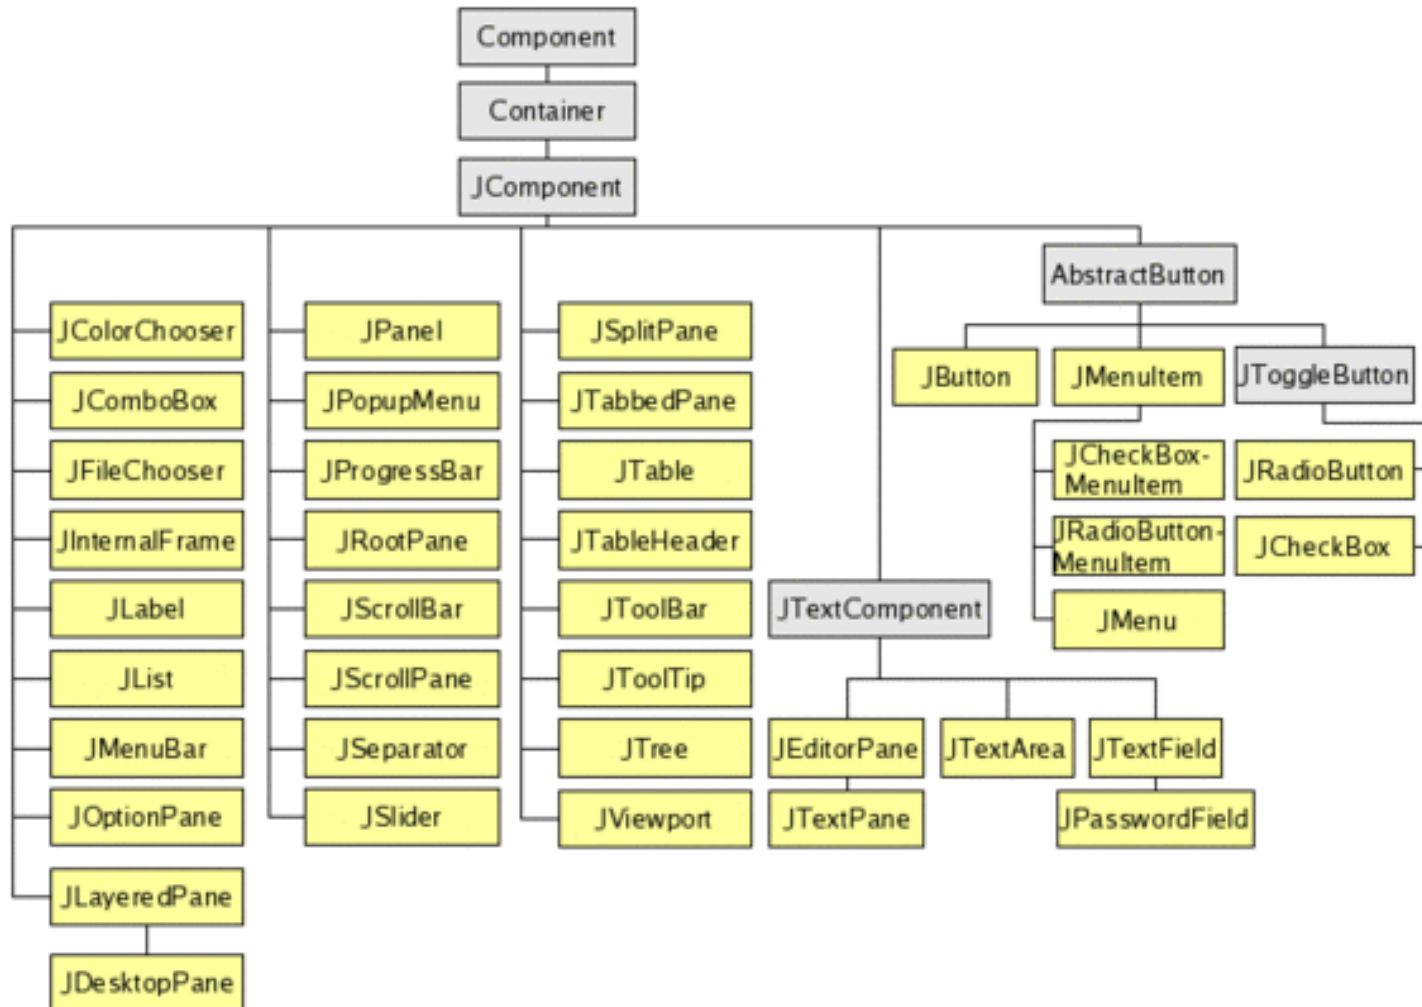 Component
Container
JComponent
AbstractButton
JColorChooser
JPanel
JSplitPane
JButton
JMenuItem
JToggleButton
JComboBox
JPopupMenu
JTabbedPane
JFileChooser
JProgressBar
JTable
JCheckBox-
MenuItem
JRadioButton
JInternalFrame
JRootPane
JTableHeader
JRadioButton-
MenuItem
JCheckBox
JLabel
JScrollBar
JToolBar
JTextComponent
JMenu
JList
JScrollPane
JToolTip
JMenuBar
JSeparator
JTree
JEditorPane
JTextArea
JTextField
JOptionPane
JSlider
JViewport
JTextPane
JPasswordField
JLayeredPane
JDesktopPane